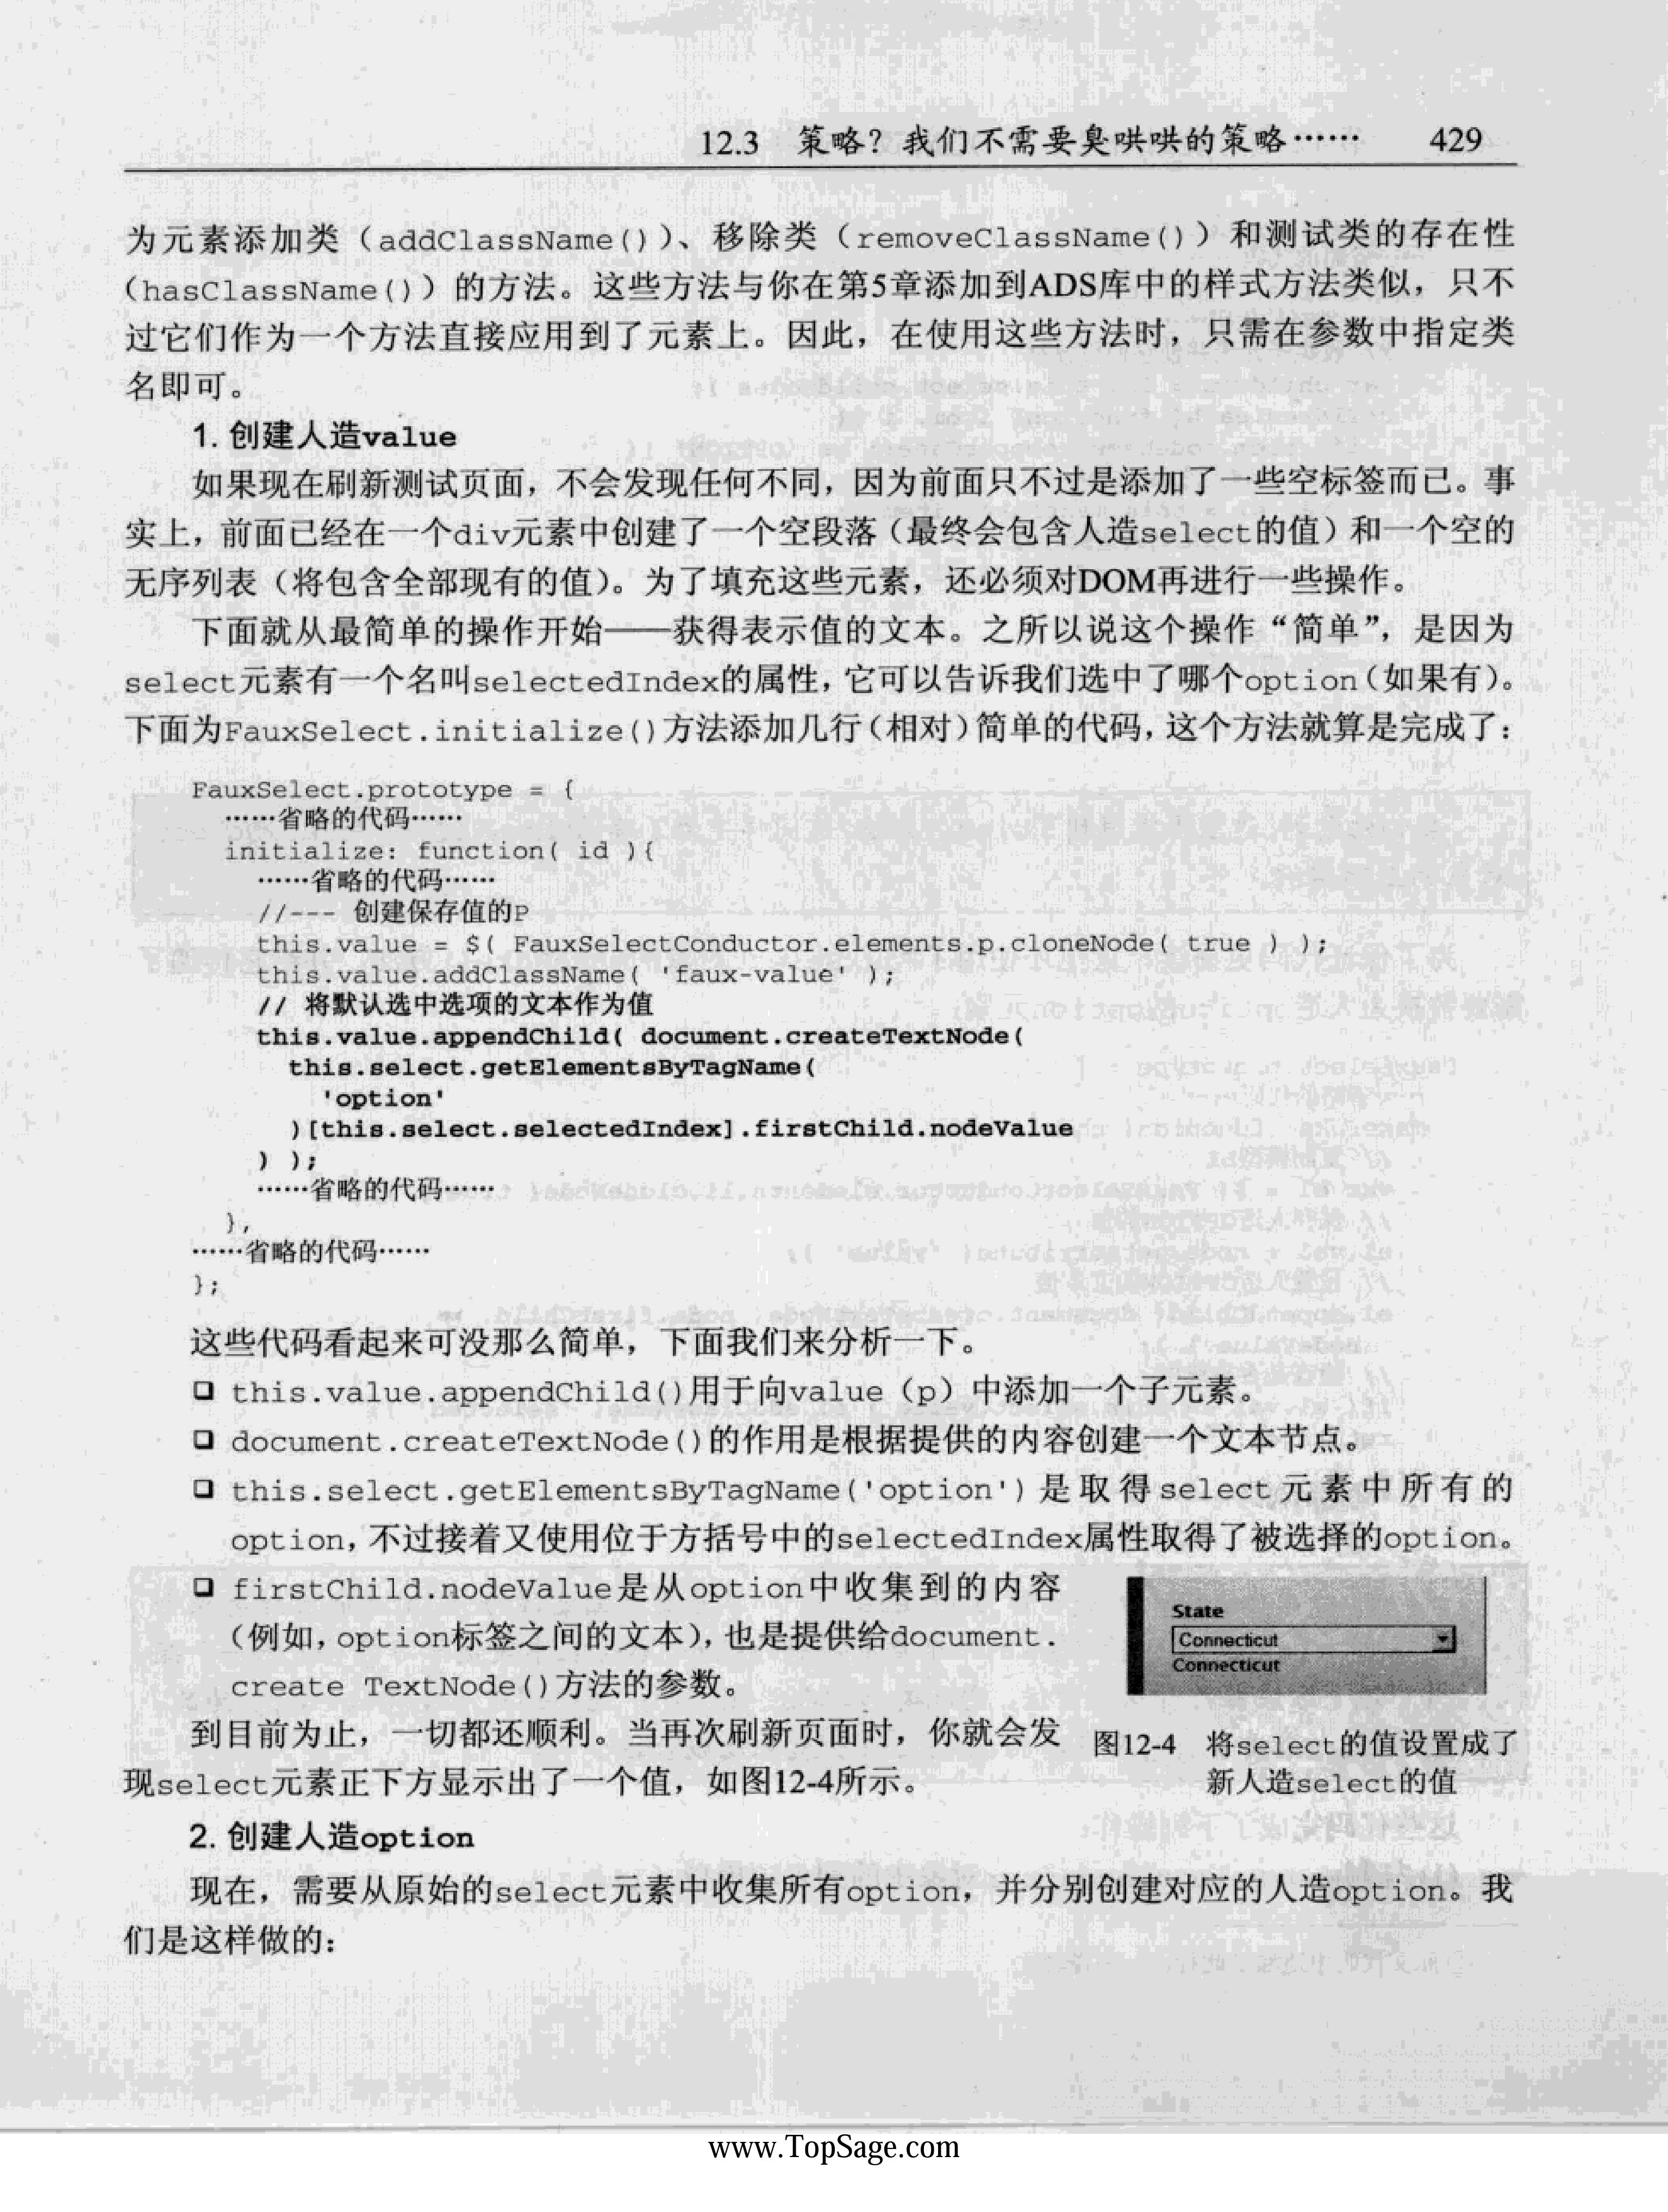 12.3 策略？我们不需要臭哄哄的策略…… 429
为元素添加类（addClassName()）、移除类（removeClassName()）和测试类的存在性
（hasClassName()）的方法。这些方法与你在第5章添加到ADS库中的样式方法类似，只不
过它们作为一个方法直接应用到了元素上。因此，在使用这些方法时，只需在参数中指定类
名即可。
1. 创建人造value
如果现在刷新测试页面，不会发现任何不同，因为前面只不过是添加了一些空标签而已。事
实上，前面已经在一个div元素中创建了一个空段落（最终会包含人造select的值）和一个空的
无序列表（将包含全部现有的值）。为了填充这些元素，还必须对DOM再进行一些操作。
下面就从最简单的操作开始——获得表示值的文本。之所以说这个操作“简单”，是因为
select元素有一个名叫selectedIndex的属性，它可以告诉我们选中了哪个option（如果有）。
下面为FauxSelect.initialize()方法添加几行（相对）简单的代码，这个方法就算是完成了：
FauxSelect.prototype = {
……省略的代码……
initialize: function( id ){
……省略的代码……
//--- 创建保存值的P
this.value = $( FauxSelectConductor.elements.p.cloneNode( true ) );
this.value.addClassName( 'faux-value' );
// 将默认选中选项的文本作为值
this.value.appendChild( document.createTextNode(
this.select.getElementsByTagName(
'option'
)[this.select.selectedIndex].firstChild.nodeValue
) );
……省略的代码……
},
……省略的代码……
};
这些代码看起来可没那么简单，下面我们来分析一下。
❑ this.value.appendChild()用于向value（p）中添加一个子元素。
❑ document.createTextNode()的作用是根据提供的内容创建一个文本节点。
❑ this.select.getElementsByTagName('option')是取得select元素中所有的
option，不过接着又使用位于方括号中的selectedIndex属性取得了被选择的option。
❑ firstChild.nodeValue是从option中收集到的内容
（例如，option标签之间的文本），也是提供给document.
create TextNode()方法的参数。
到目前为止，一切都还顺利。当再次刷新页面时，你就会发
现select元素正下方显示出了一个值，如图12-4所示。
State
Connecticut
Connecticut
图12-4 将select的值设置成了
新人造select的值
2. 创建人造option
现在，需要从原始的select元素中收集所有option，并分别创建对应的人造option。我
们是这样做的：
www.TopSage.com